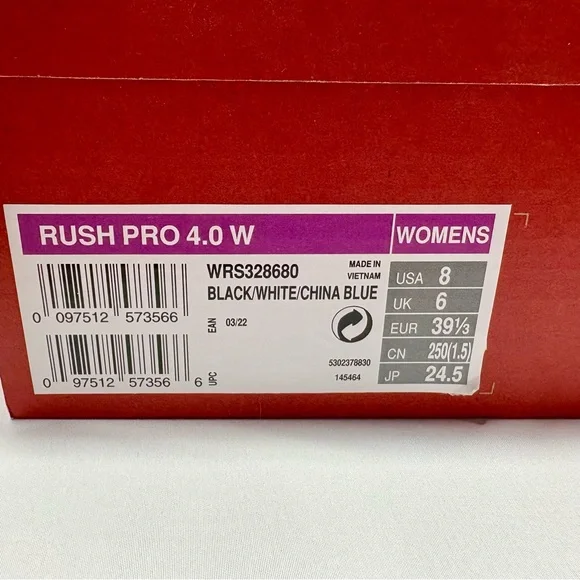 RUSH PRO 4.0 W
WOMENS
WRS328680
MADE IN
VIETNAM
BLACK/WHITE/CHINA BLUE
0 097512 573566
EAN
03/22
0 97512 57356 6
UPC
5302378830
145464
USA 8
UK 6
EUR 39⅓
CN 250(1.5)
JP 24.5